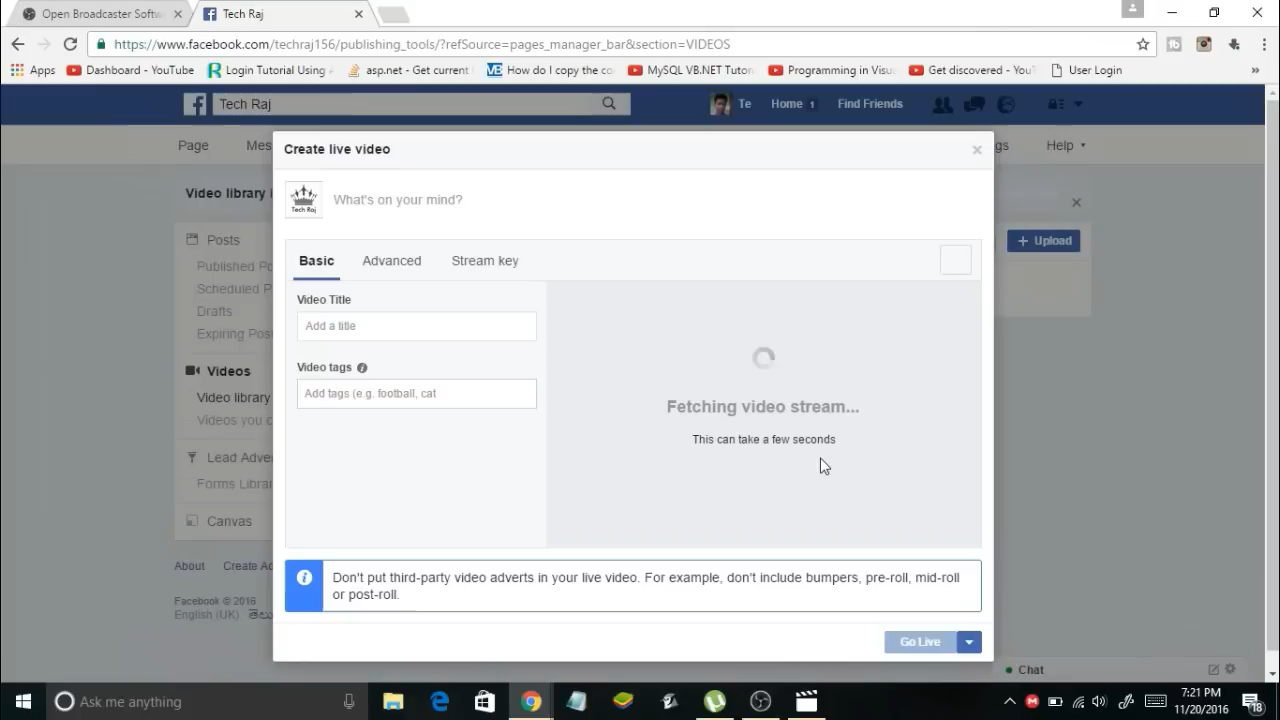 Open Broadcaster Softw
Tech Raj
https://www.facebook.com/techraj156/publishing_tools/?refSource=pages_manager_bar&section=VIDEOS
Apps
Dashboard - YouTube
Login Tutorial Using
asp.net - Get current
How do I copy the co
MySQL VB.NET Tutor
Programming in Visu
Get discovered - You
User Login
Tech Raj
Te
Home 1
Find Friends
Page
Mes
gs
Help
Create live video
Video library
Tech Raj
What's on your mind?
Posts
Upload
Published Po
Scheduled P
Drafts
Expiring Pos
Basic
Advanced
Stream key
Video Title
Add a title
Videos
Video tags
Video library
Add tags (e.g. football, cat
Videos you c
Fetching video stream...
This can take a few seconds
Lead Adve
Forms Librar
Canvas
About
Create Ad
Don't put third-party video adverts in your live video. For example, don't include bumpers, pre-roll, mid-roll
or post-roll.
Facebook © 2016
English (UK)
Go Live
Chat
Ask me anything
7:21 PM
11/20/2016
18